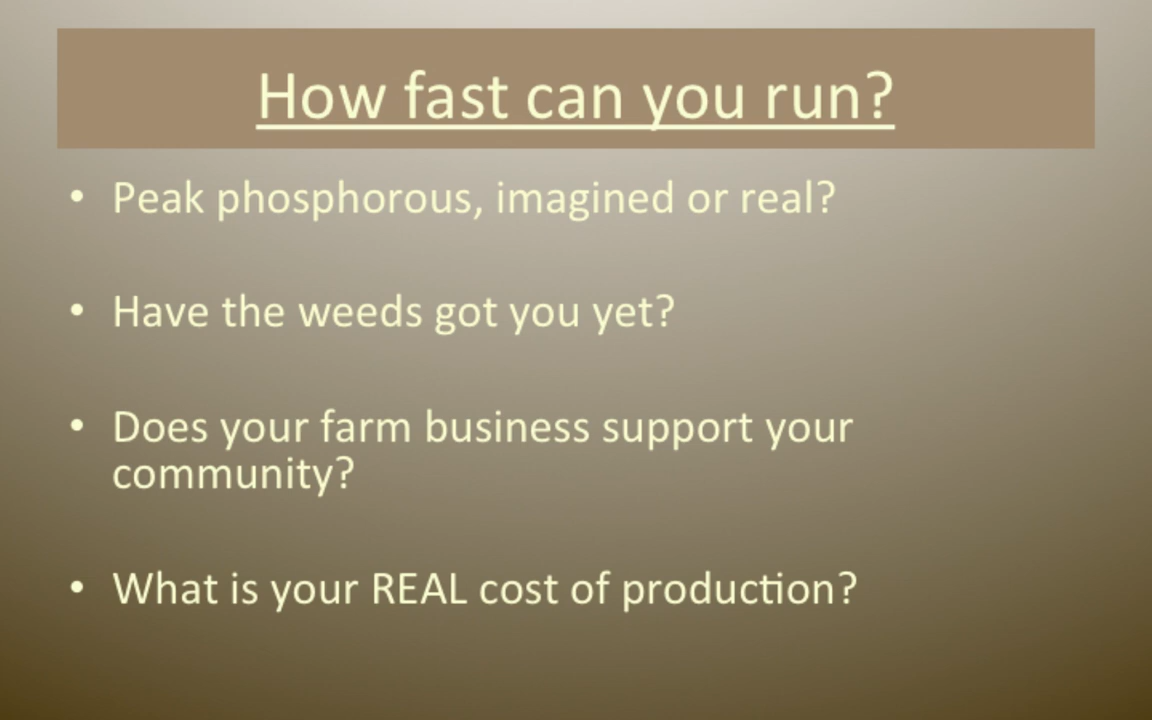 How fast can you run?
• Peak phosphorous, imagined or real?
• Have the weeds got you yet?
• Does your farm business support your
community?
• What is your REAL cost of production?